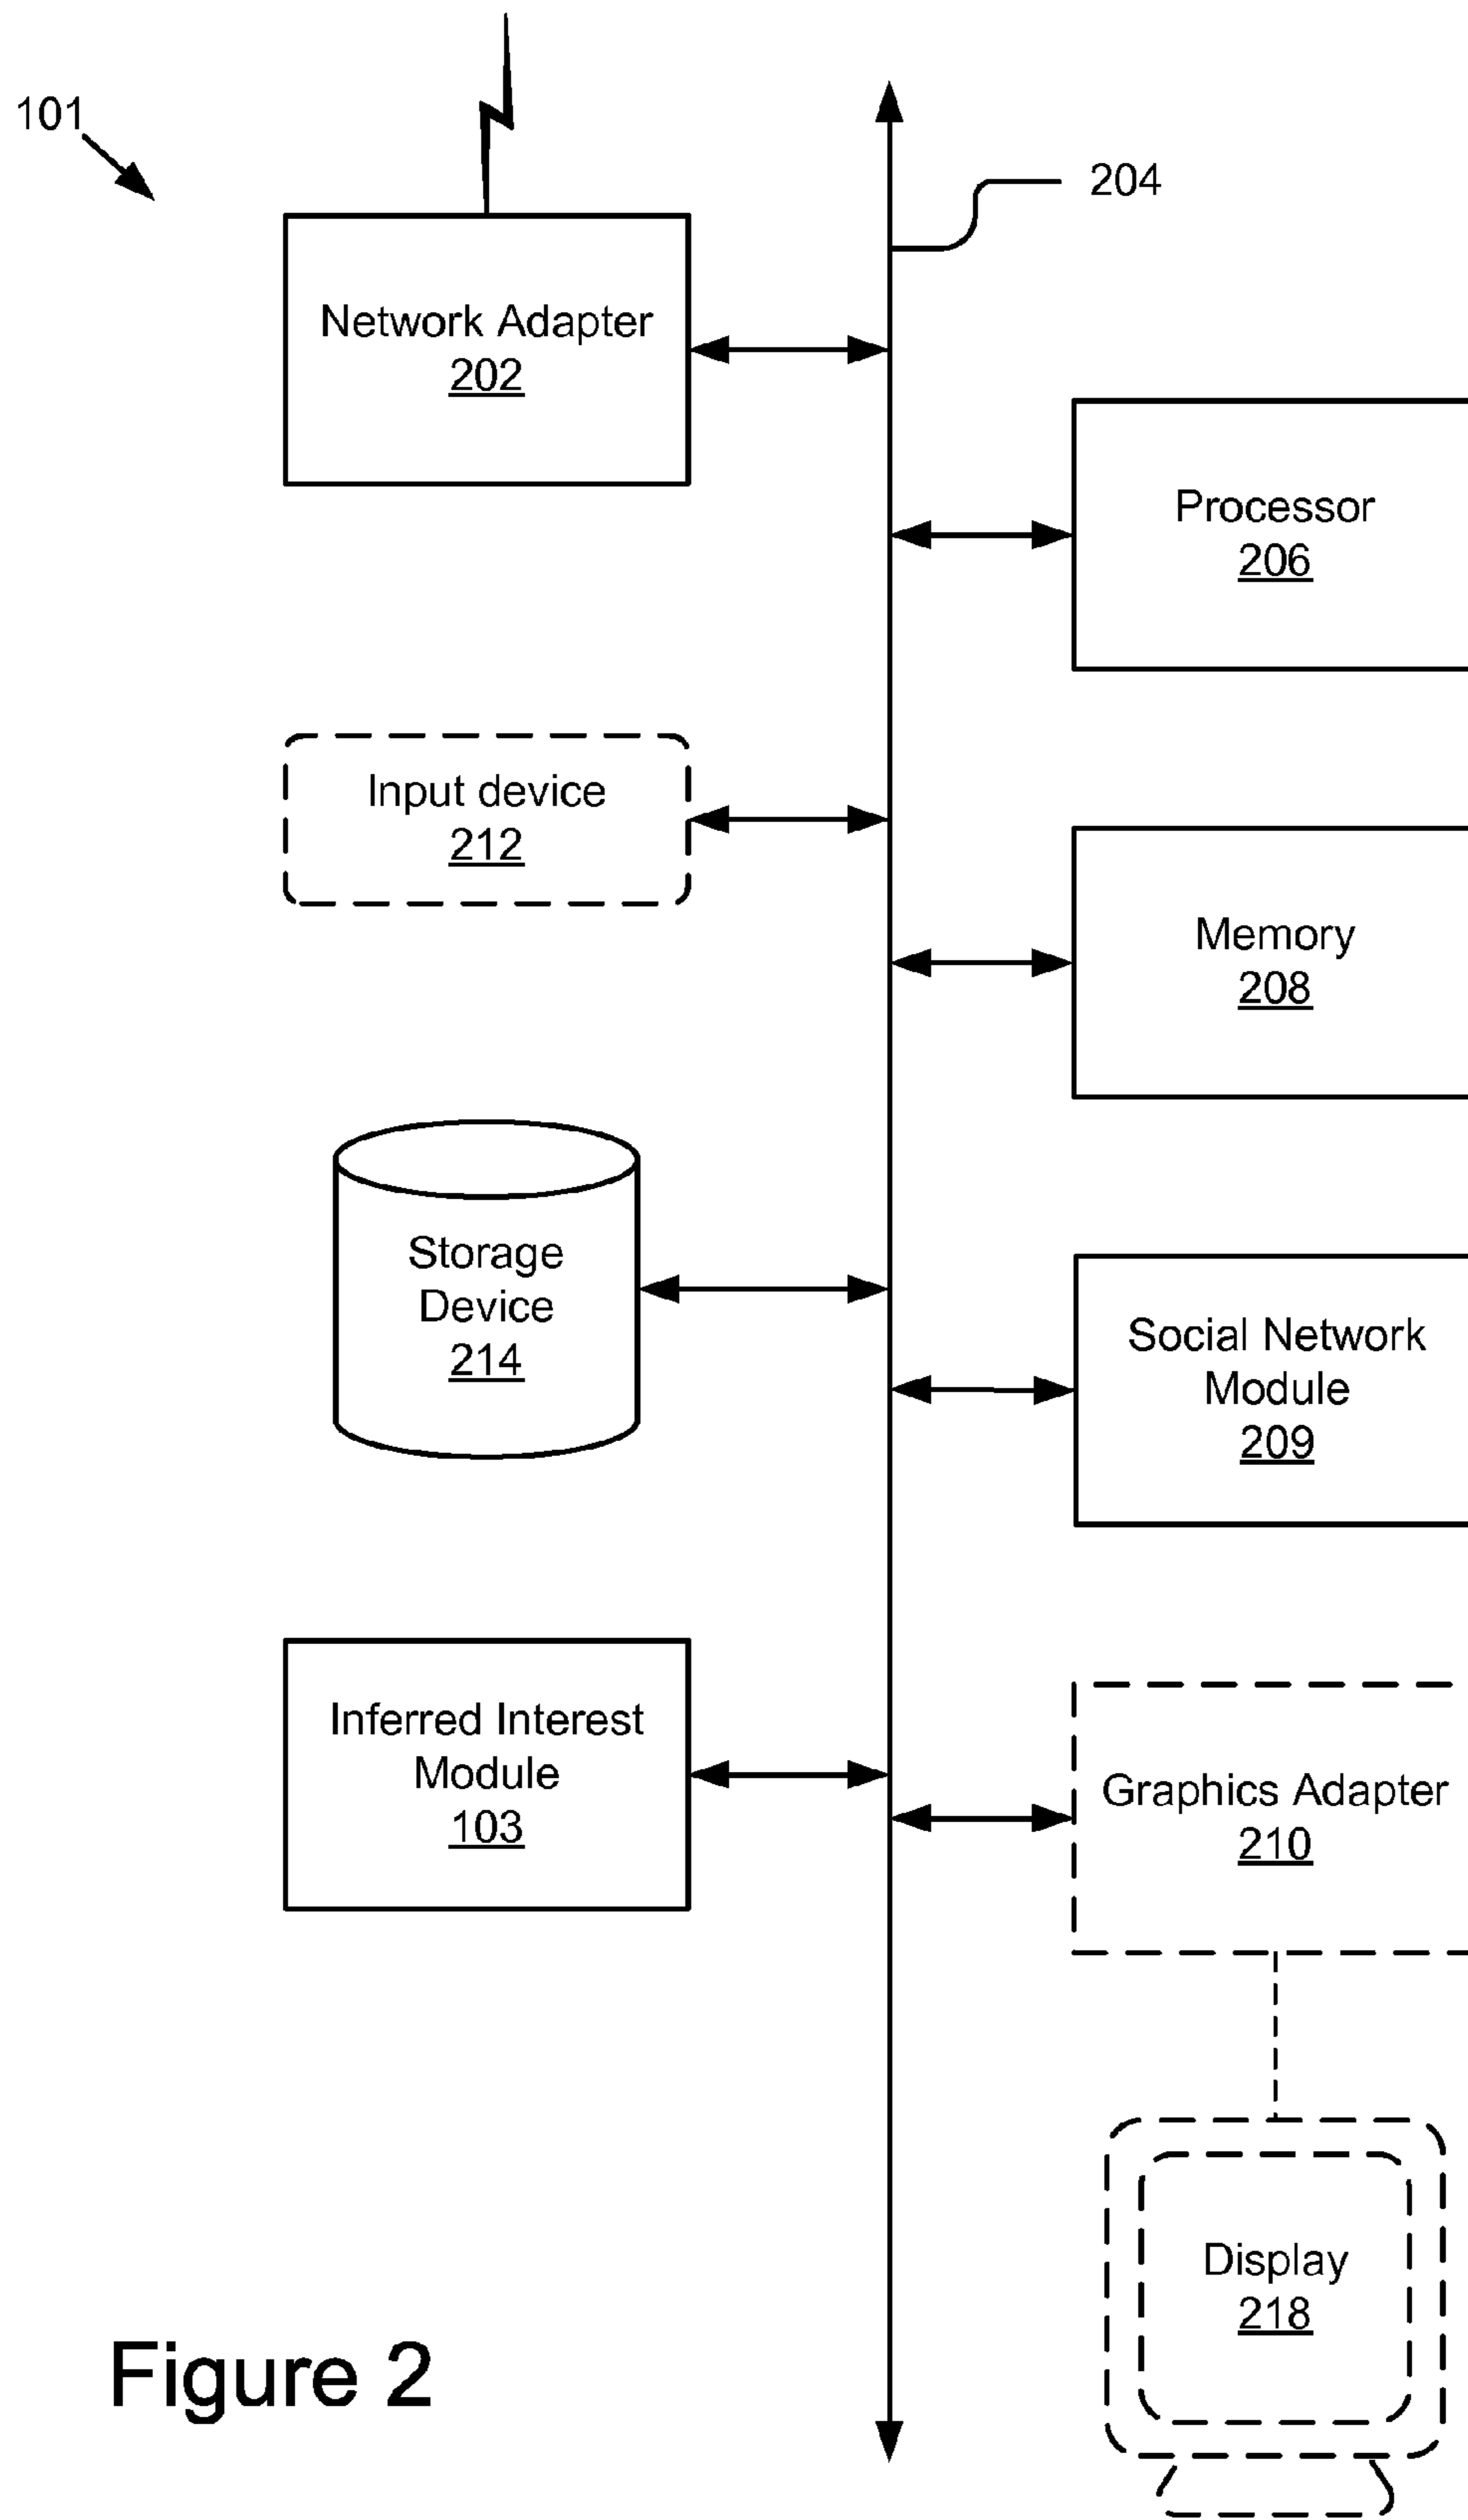 101
204
Network Adapter
202
Processor
206
Input device
212
Memory
208
Storage
Device
214
Social Network
Module
209
Inferred Interest
Module
103
Graphics Adapter
210
Display
218
Figure 2